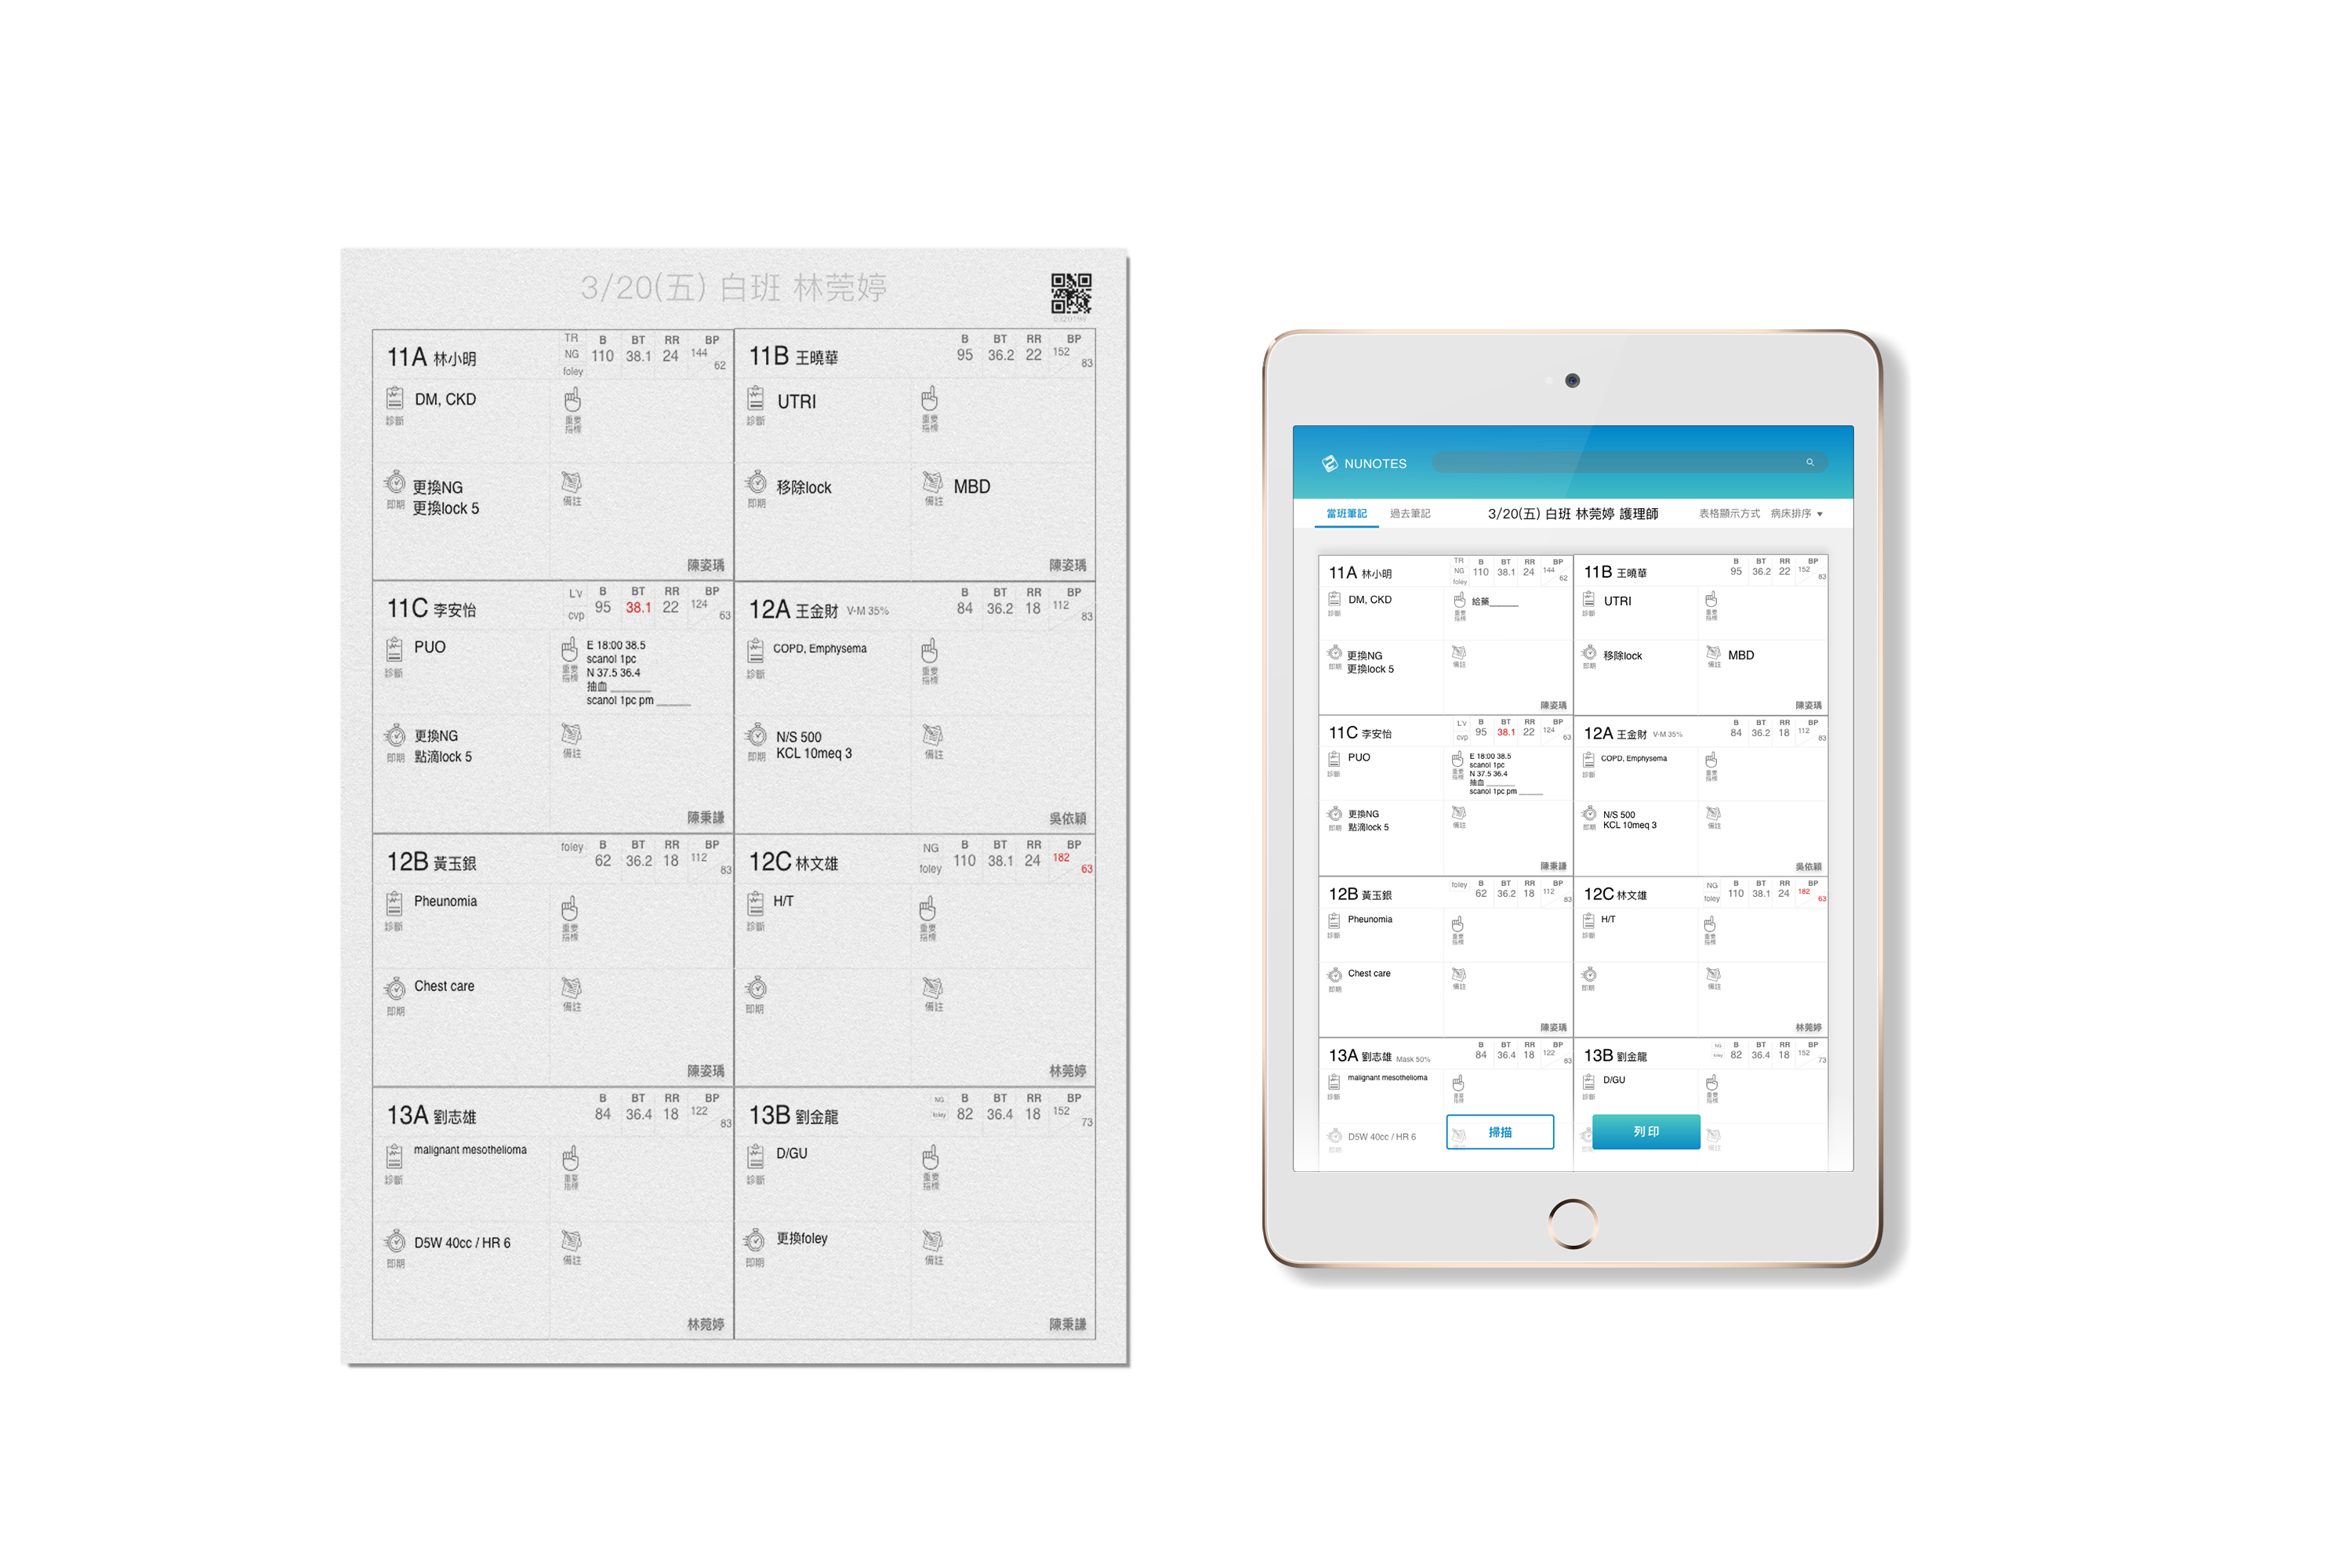 3/20(五) 白班 林莞婷
11A 林小明
TR
NG
foley
B BT RR BP
110 38.1 24 144 62
診斷 DM, CKD
重要指標
即期 更換NG
更換lock 5
備註
陳姿瑀
11B 王曉華
B BT RR BP
95 36.2 22 152 83
診斷 UTRI
重要指標
即期 移除lock
備註 MBD
陳姿瑀
11C 李安怡
L'V
cvp
B BT RR BP
95 38.1 22 124 63
診斷 PUO
重要指標
E 18:00 38.5
scanol 1pc
N 37.5 36.4
抽血 ______
scanol 1pc pm _____
即期 更換NG
點滴lock 5
備註
陳秉謙
12A 王金財 V-M 35%
B BT RR BP
84 36.2 18 112 83
診斷 COPD, Emphysema
重要指標
即期 N/S 500
KCL 10meq 3
備註
吳依穎
12B 黃玉銀
foley
B BT RR BP
62 36.2 18 112 83
診斷 Pheunomia
重要指標
即期 Chest care
備註
陳姿瑀
12C 林文雄
NG
foley
B BT RR BP
110 38.1 24 182 63
診斷 H/T
重要指標
即期
備註
林莞婷
13A 劉志雄
B BT RR BP
84 36.4 18 122 83
診斷 malignant mesothelioma
重要指標
即期 D5W 40cc / HR 6
備註
林莞婷
13B 劉金龍
NG
foley
B BT RR BP
82 36.4 18 152 73
診斷 D/GU
重要指標
即期 更換foley
備註
陳秉謙
NUNOTES
當班筆記 過去筆記 3/20(五) 白班 林莞婷 護理師 表格顯示方式 病床排序
11A 林小明
TR
NG
foley
B BT RR BP
110 38.1 24 144 62
診斷 DM, CKD
重要指標 給藥_____
即期 更換NG
更換lock 5
備註
陳姿瑀
11B 王曉華
B BT RR BP
95 36.2 22 152 83
診斷 UTRI
重要指標
即期 移除lock
備註 MBD
陳姿瑀
11C 李安怡
L'V
cvp
B BT RR BP
95 38.1 22 124 63
診斷 PUO
重要指標
E 18:00 38.5
scanol 1pc
N 37.5 36.4
抽血 ______
scanol 1pc pm _____
即期 更換NG
點滴lock 5
備註
陳秉謙
12A 王金財 V-M 35%
B BT RR BP
84 36.2 18 112 83
診斷 COPD, Emphysema
重要指標
即期 N/S 500
KCL 10meq 3
備註
吳依穎
12B 黃玉銀
foley
B BT RR BP
62 36.2 18 112 83
診斷 Pheunomia
重要指標
即期 Chest care
備註
陳姿瑀
12C 林文雄
NG
foley
B BT RR BP
110 38.1 24 182 63
診斷 H/T
重要指標
即期
備註
林莞婷
13A 劉志雄 Mask 50%
B BT RR BP
84 36.4 18 122 83
診斷 malignant mesothelioma
重要指標
即期 D5W 40cc / HR 6
13B 劉金龍
NG
foley
B BT RR BP
82 36.4 18 152 73
診斷 D/GU
重要指標
即期
備註
掃描
列印